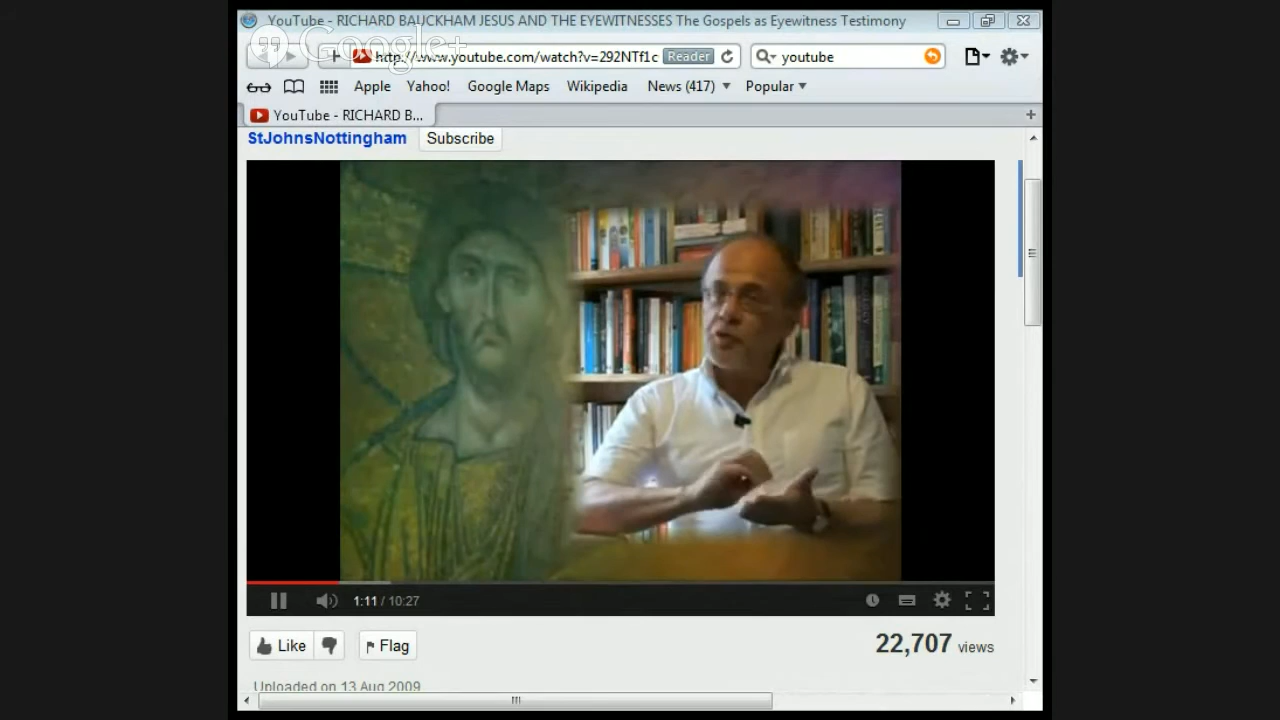 YouTube - RICHARD BAUCKHAM JESUS AND THE EYEWITNESSES The Gospels as Eyewitness Testimony
Google+
http://www.youtube.com/watch?v=292NTf1c Reader youtube
Apple Yahoo! Google Maps Wikipedia News (417) Popular
YouTube - RICHARD B...
StJohnsNottingham Subscribe
1:11 / 10:27
Like Flag 22,707 views
Uploaded on 13 Aug 2009